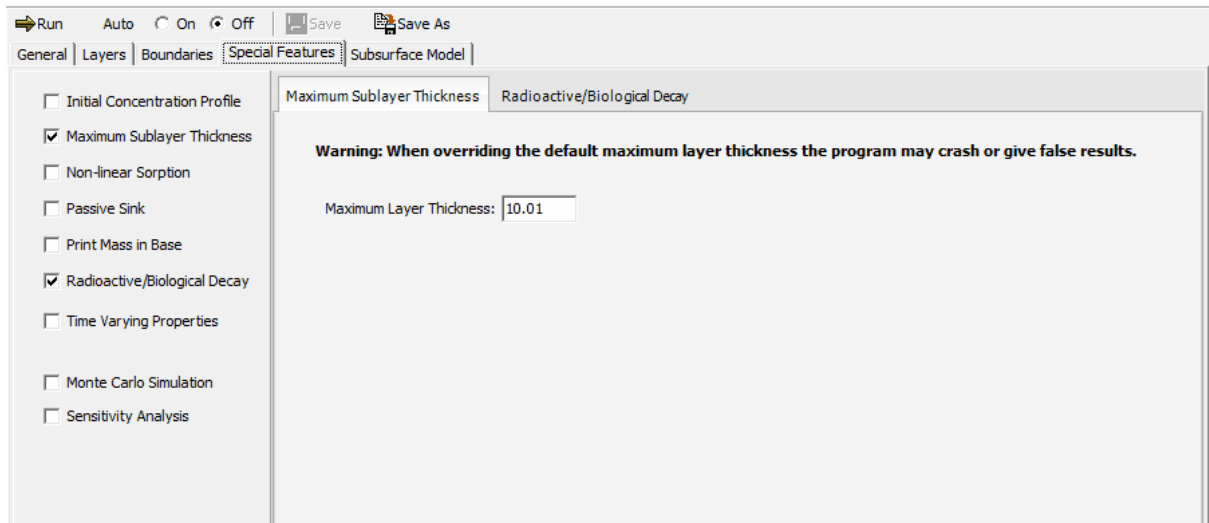 Run Auto On Off Save Save As
General Layers Boundaries Special Features Subsurface Model
Initial Concentration Profile
Maximum Sublayer Thickness
Non-linear Sorption
Passive Sink
Print Mass in Base
Radioactive/Biological Decay
Time Varying Properties
Monte Carlo Simulation
Sensitivity Analysis
Maximum Sublayer Thickness Radioactive/Biological Decay
Warning: When overriding the default maximum layer thickness the program may crash or give false results.
Maximum Layer Thickness: 10.01